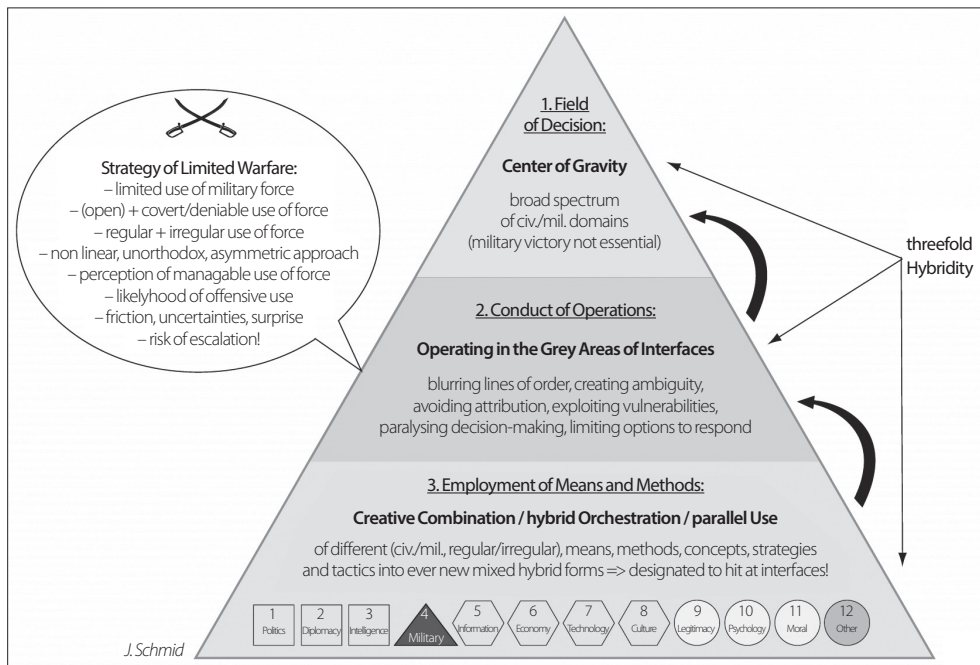 Strategy of Limited Warfare:
– limited use of military force
– (open) + covert/deniable use of force
– regular + irregular use of force
– non linear, unorthodox, asymmetric approach
– perception of managable use of force
– likelyhood of offensive use
– friction, uncertainties, surprise
– risk of escalation!
1. Field
of Decision:
Center of Gravity
broad spectrum
of civ./mil. domains
(military victory not essential)
threefold
Hybridity
2. Conduct of Operations:
Operating in the Grey Areas of Interfaces
blurring lines of order, creating ambiguity,
avoiding attribution, exploiting vulnerabilities,
paralysing decision-making, limiting options to respond
3. Employment of Means and Methods:
Creative Combination / hybrid Orchestration / parallel Use
of different (civ./mil., regular/irregular), means, methods, concepts, strategies
and tactics into ever new mixed hybrid forms => designated to hit at interfaces!
1
Politics
2
Diplomacy
3
Intelligence
4
Military
5
Information
6
Economy
7
Technology
8
Culture
9
Legitimacy
10
Psychology
11
Moral
12
Other
J. Schmid